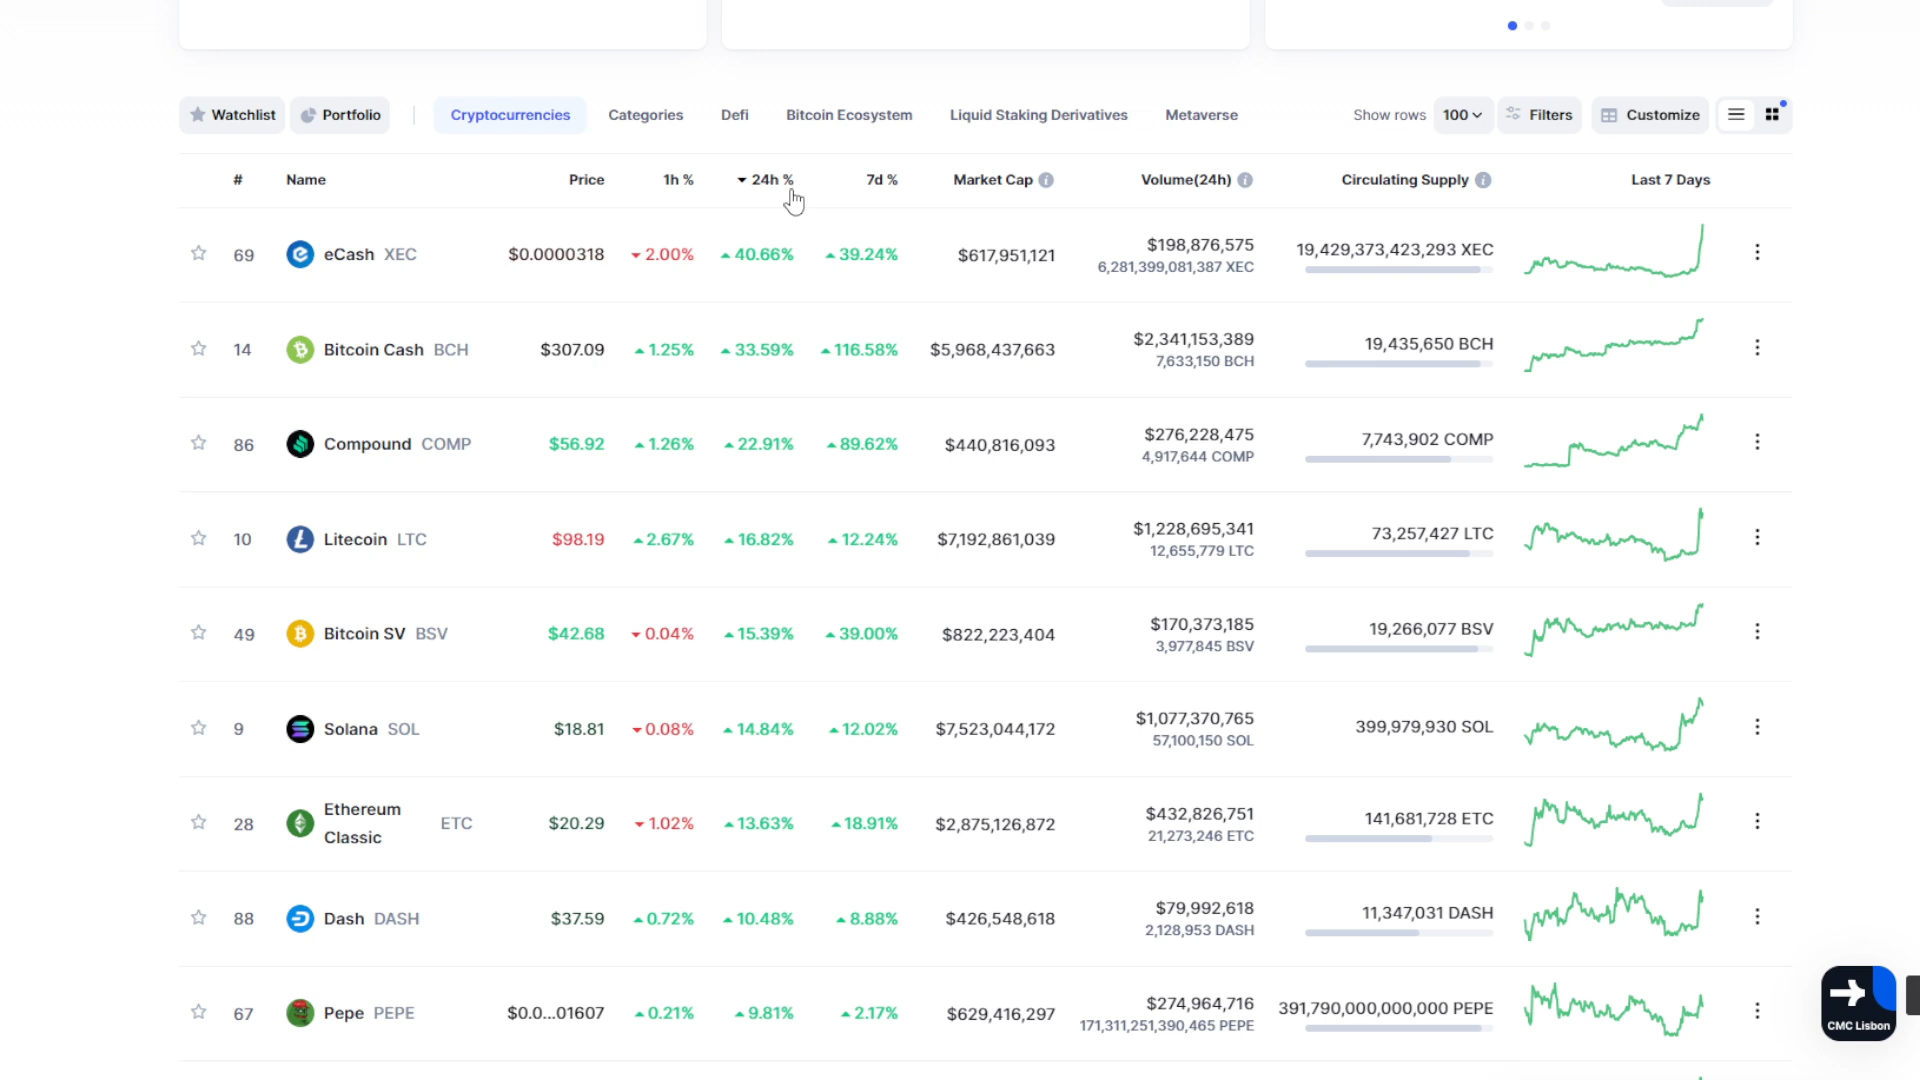 Watchlist Portfolio Cryptocurrencies Categories Defi Bitcoin Ecosystem Liquid Staking Derivatives Metaverse Show rows 100 Filters Customize
# Name Price 1h % 24h % 7d % Market Cap Volume(24h) Circulating Supply Last 7 Days
69 eCash XEC $0.0000318 2.00% 40.66% 39.24% $617,951,121 $198,876,575 19,429,373,423,293 XEC
6,281,399,081,387 XEC
14 Bitcoin Cash BCH $307.09 1.25% 33.59% 116.58% $5,968,437,663 $2,341,153,389 19,435,650 BCH
7,633,150 BCH
86 Compound COMP $56.92 1.26% 22.91% 89.62% $440,816,093 $276,228,475 7,743,902 COMP
4,917,644 COMP
10 Litecoin LTC $98.19 2.67% 16.82% 12.24% $7,192,861,039 $1,228,695,341 73,257,427 LTC
12,655,779 LTC
49 Bitcoin SV BSV $42.68 0.04% 15.39% 39.00% $822,223,404 $170,373,185 19,266,077 BSV
3,977,845 BSV
9 Solana SOL $18.81 0.08% 14.84% 12.02% $7,523,044,172 $1,077,370,765 399,979,930 SOL
57,100,150 SOL
28 Ethereum Classic ETC $20.29 1.02% 13.63% 18.91% $2,875,126,872 $432,826,751 141,681,728 ETC
21,273,246 ETC
88 Dash DASH $37.59 0.72% 10.48% 8.88% $426,548,618 $79,992,618 11,347,031 DASH
2,128,953 DASH
67 Pepe PEPE $0.0...01607 0.21% 9.81% 2.17% $629,416,297 $274,964,716 391,790,000,000,000 PEPE
171,311,251,390,465 PEPE
CMC Lisbon